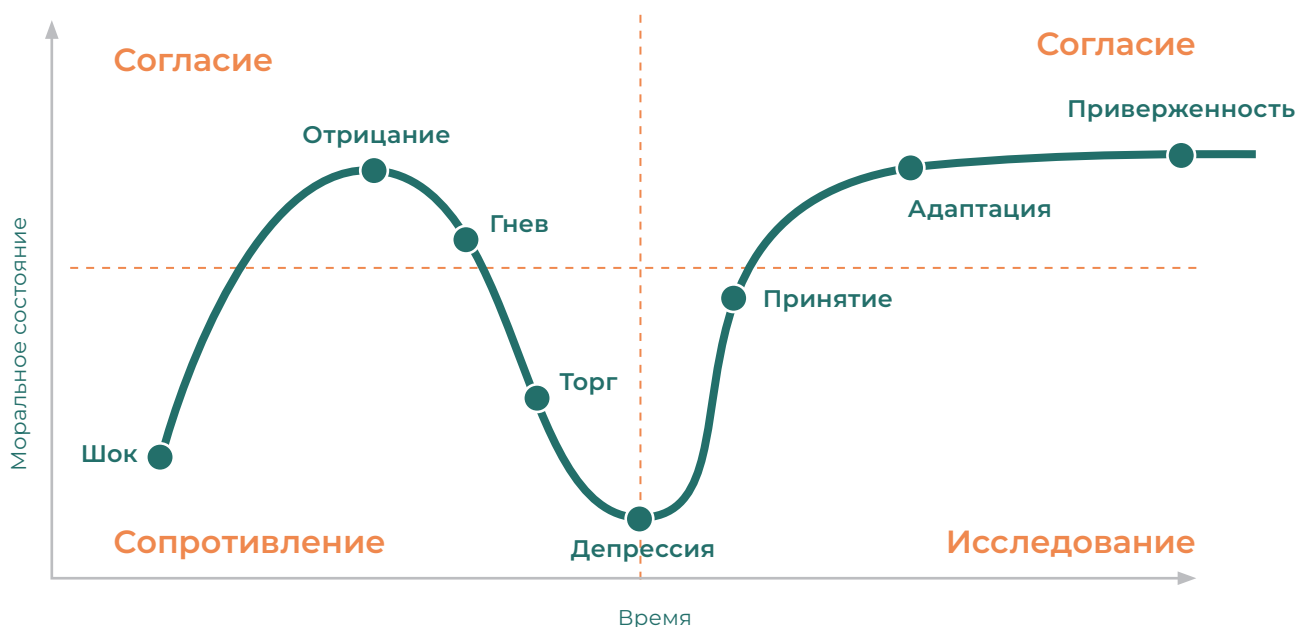 Согласие
Согласие
Приверженность
Отрицание
Адаптация
Гнев
Моральное состояние
Принятие
Торг
Шок
Сопротивление
Депрессия
Исследование
Время